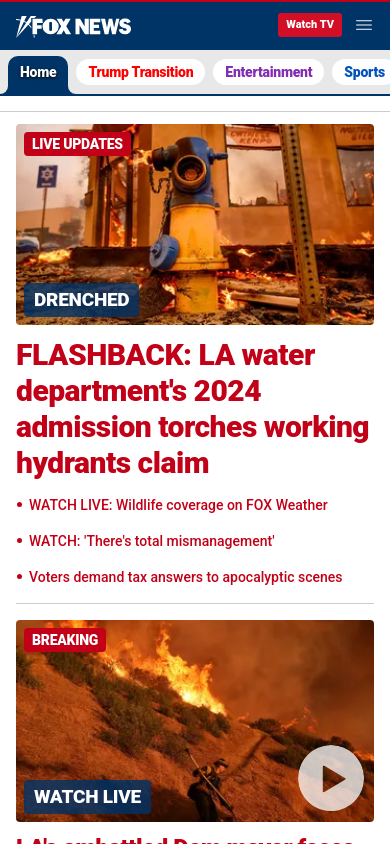 FOX NEWS
Watch TV
Home
Trump Transition
Entertainment
Sports
LIVE UPDATES
CHINESE
KENPO
DRENCHED
FLASHBACK: LA water
department's 2024
admission torches working
hydrants claim
• WATCH LIVE: Wildlife coverage on FOX Weather
• WATCH: 'There's total mismanagement'
• Voters demand tax answers to apocalyptic scenes
BREAKING
WATCH LIVE